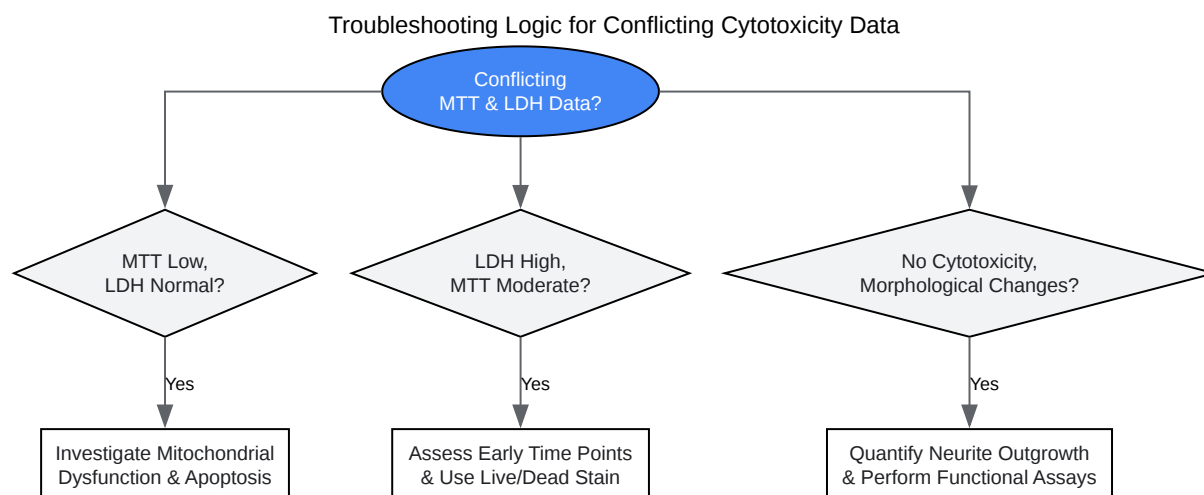 Troubleshooting Logic for Conflicting Cytotoxicity Data
Conflicting
MTT & LDH Data?
MTT Low,
LDH Normal?
LDH High,
MTT Moderate?
No Cytotoxicity,
Morphological Changes?
Yes
Yes
Yes
Investigate Mitochondrial
Dysfunction & Apoptosis
Assess Early Time Points
& Use Live/Dead Stain
Quantify Neurite Outgrowth
& Perform Functional Assays